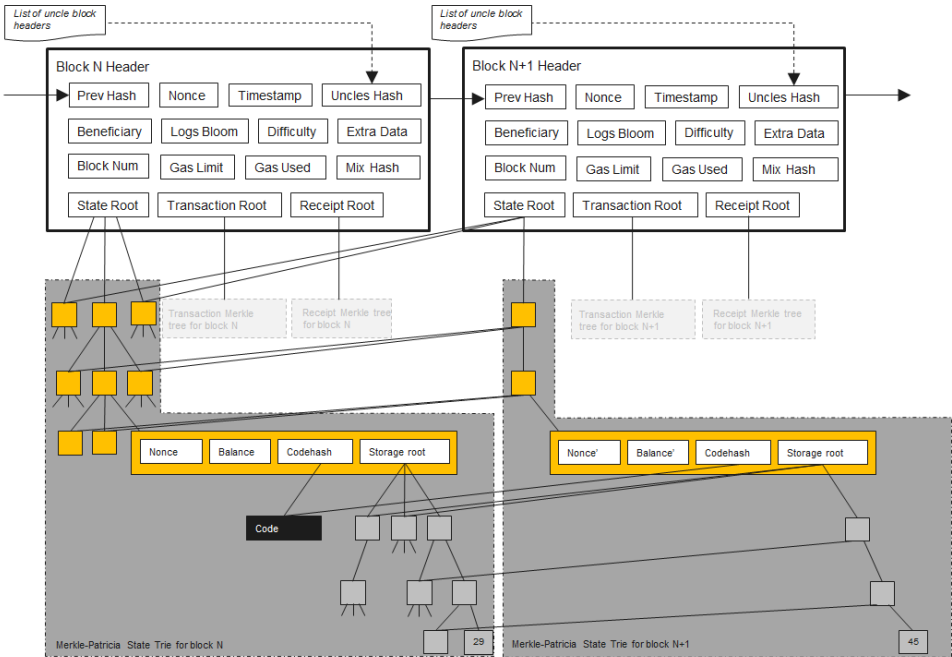 List of uncle block
headers
List of uncle block
headers
Block N Header
Prev Hash
Nonce
Timestamp
Uncles Hash
Beneficiary
Logs Bloom
Difficulty
Extra Data
Block Num
Gas Limit
Gas Used
Mix Hash
State Root
Transaction Root
Receipt Root
Block N+1 Header
Prev Hash
Nonce
Timestamp
Uncles Hash
Beneficiary
Logs Bloom
Difficulty
Extra Data
Block Num
Gas Limit
Gas Used
Mix Hash
State Root
Transaction Root
Receipt Root
Transaction Merkle
tree for block N
Receipt Merkle tree
for block N
Transaction Merkle
tree for block N+1
Receipt Merkle tree
for block N+1
Nonce
Balance
Codehash
Storage root
Code
29
Merkle-Patricia State Trie for block N
Nonce'
Balance'
Codehash
Storage root
45
Merkle-Patricia State Trie for block N+1